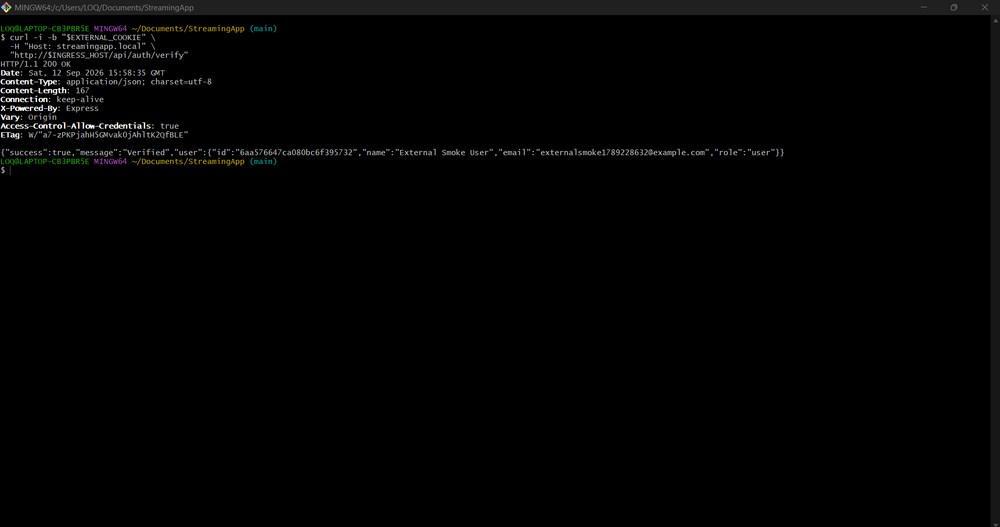 MINGW64:/c/Users/LOQ/Documents/StreamingApp
LOQ@LAPTOP-CB3PBR5E MINGW64 ~/Documents/StreamingApp (main)
$ curl -i -b "$EXTERNAL_COOKIE" \
  -H "Host: streamingapp.local" \
  "http://$INGRESS_HOST/api/auth/verify"
HTTP/1.1 200 OK
Date: Sat, 12 Sep 2026 15:58:35 GMT
Content-Type: application/json; charset=utf-8
Content-Length: 167
Connection: keep-alive
X-Powered-By: Express
Vary: Origin
Access-Control-Allow-Credentials: true
ETag: W/"a7-zPKPjahH5GMvakOjAhltK2QfBLE"
{"success":true,"message":"Verified","user":{"id":"6aa576647ca080bc6f395732","name":"External Smoke User","email":"externalsmoke1789228632@example.com","role":"user"}}
LOQ@LAPTOP-CB3PBR5E MINGW64 ~/Documents/StreamingApp (main)
$